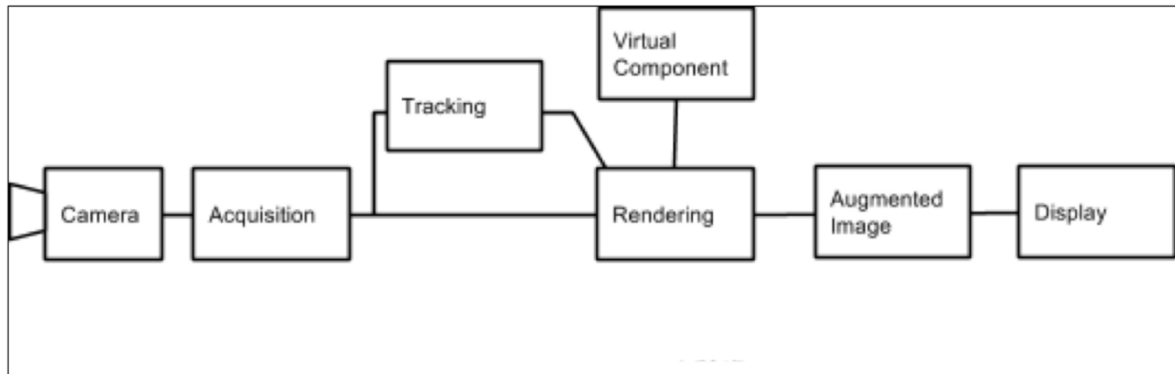 Virtual
Component
Tracking
Camera
Acquisition
Rendering
Augmented
Image
Display